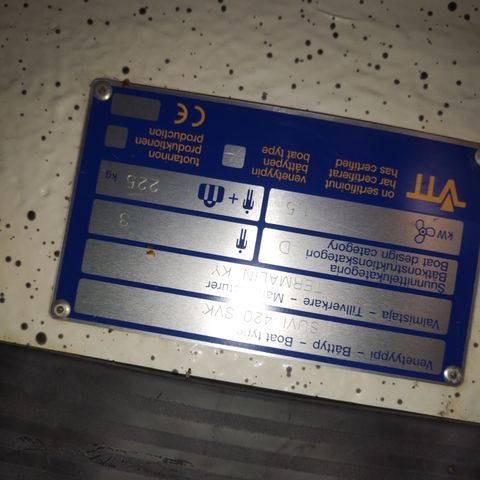 Venetyyppi – Båttyp – Boat type
SUVI 420 SVK
Valmistaja – Tillverkare – Manufacturer
TERMALIN KY
Suunnittelukategoria
Båtkonstruktionskategori
Boat design category
D
3
kW
+
225 kg
VTT
on sertifioinut
har certifierat
has certified
venetyypin
båttypen
boat type
tuotannon
produktionen
production
CE